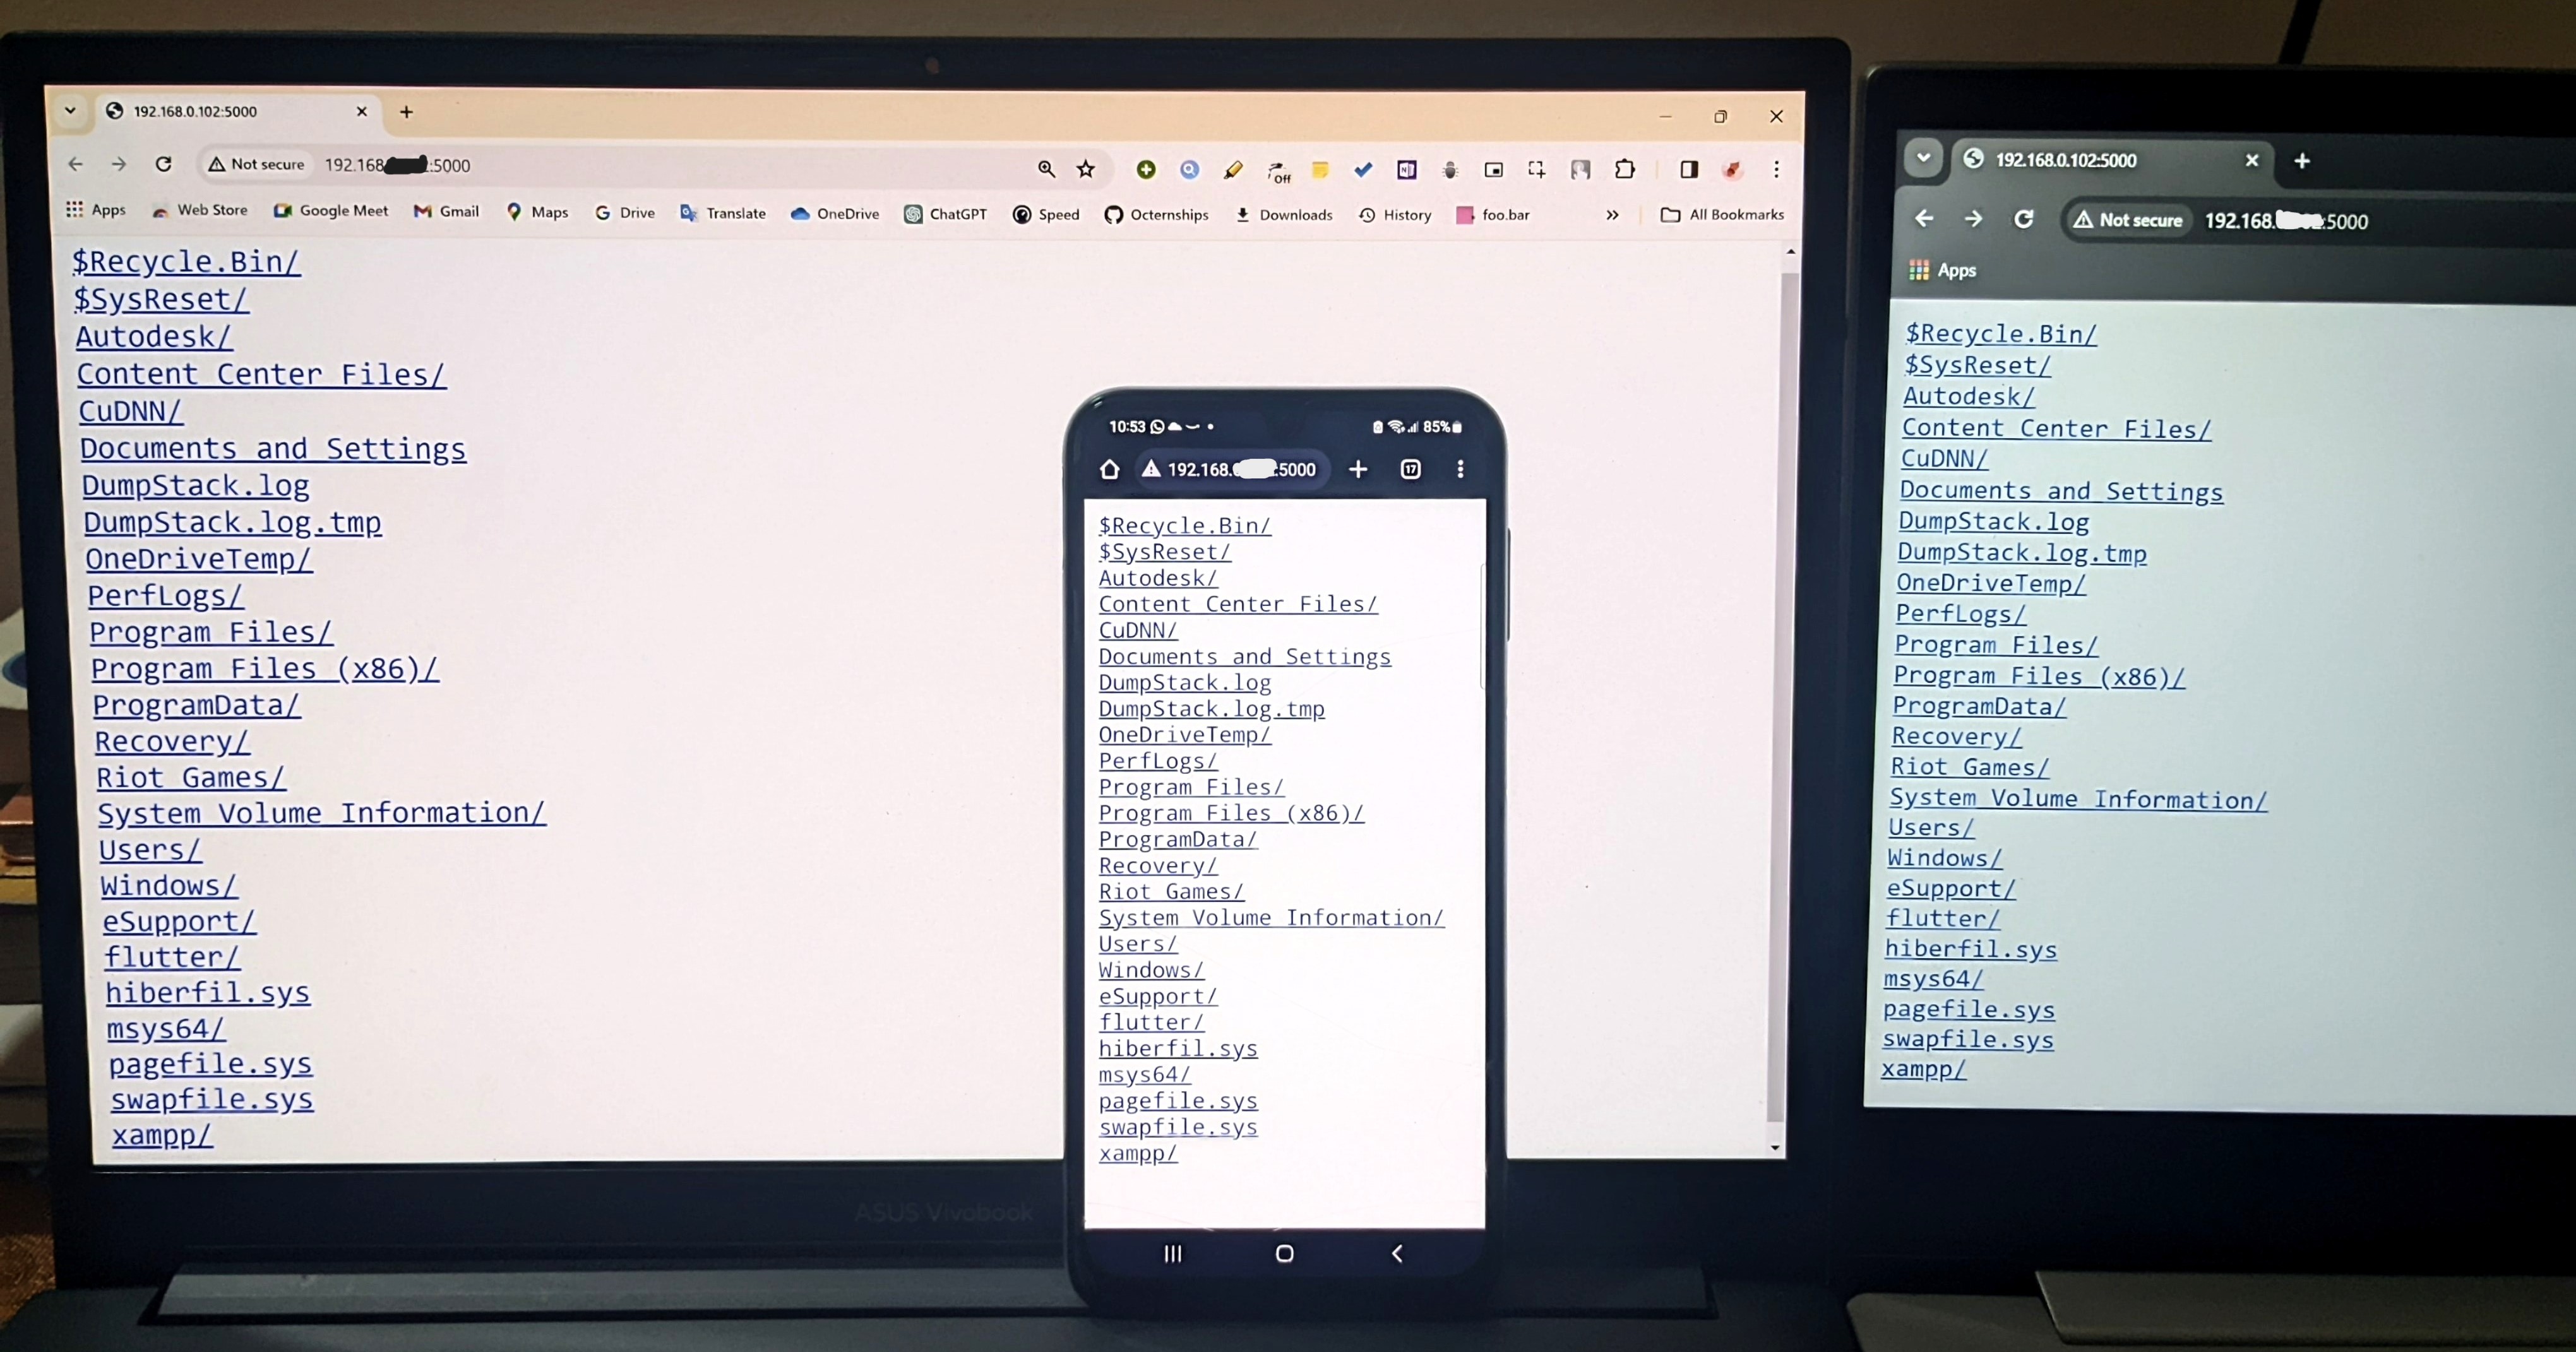 192.168.0.102:5000
Not secure 192.168 :5000
Off
Apps Web Store Google Meet Gmail Maps Drive Translate OneDrive ChatGPT Speed Octernships Downloads History foo.bar All Bookmarks
$Recycle.Bin/
$SysReset/
Autodesk/
Content Center Files/
CuDNN/
Documents and Settings
DumpStack.log
DumpStack.log.tmp
OneDriveTemp/
PerfLogs/
Program Files/
Program Files (x86)/
ProgramData/
Recovery/
Riot Games/
System Volume Information/
Users/
Windows/
eSupport/
flutter/
hiberfil.sys
msys64/
pagefile.sys
swapfile.sys
xampp/
ASUS Vivobook
10:53 85%
192.168. :5000 17
$Recycle.Bin/
$SysReset/
Autodesk/
Content Center Files/
CuDNN/
Documents and Settings
DumpStack.log
DumpStack.log.tmp
OneDriveTemp/
PerfLogs/
Program Files/
Program Files (x86)/
ProgramData/
Recovery/
Riot Games/
System Volume Information/
Users/
Windows/
eSupport/
flutter/
hiberfil.sys
msys64/
pagefile.sys
swapfile.sys
xampp/
192.168.0.102:5000
Not secure 192.168. :5000
Apps
$Recycle.Bin/
$SysReset/
Autodesk/
Content Center Files/
CuDNN/
Documents and Settings
DumpStack.log
DumpStack.log.tmp
OneDriveTemp/
PerfLogs/
Program Files/
Program Files (x86)/
ProgramData/
Recovery/
Riot Games/
System Volume Information/
Users/
Windows/
eSupport/
flutter/
hiberfil.sys
msys64/
pagefile.sys
swapfile.sys
xampp/